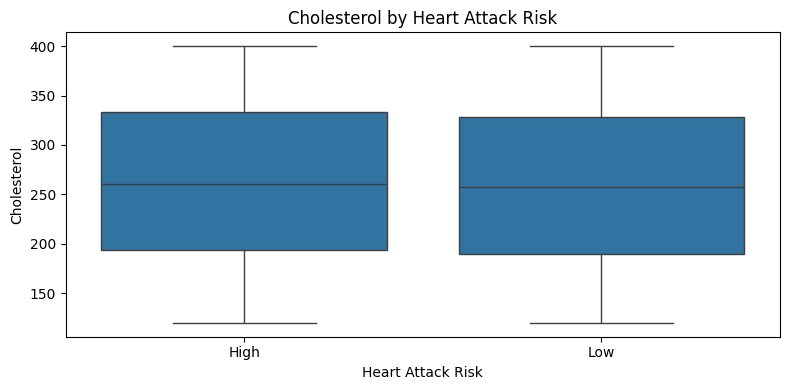 Cholesterol by Heart Attack Risk
400
350
300
250
200
150
Cholesterol
High
Low
Heart Attack Risk